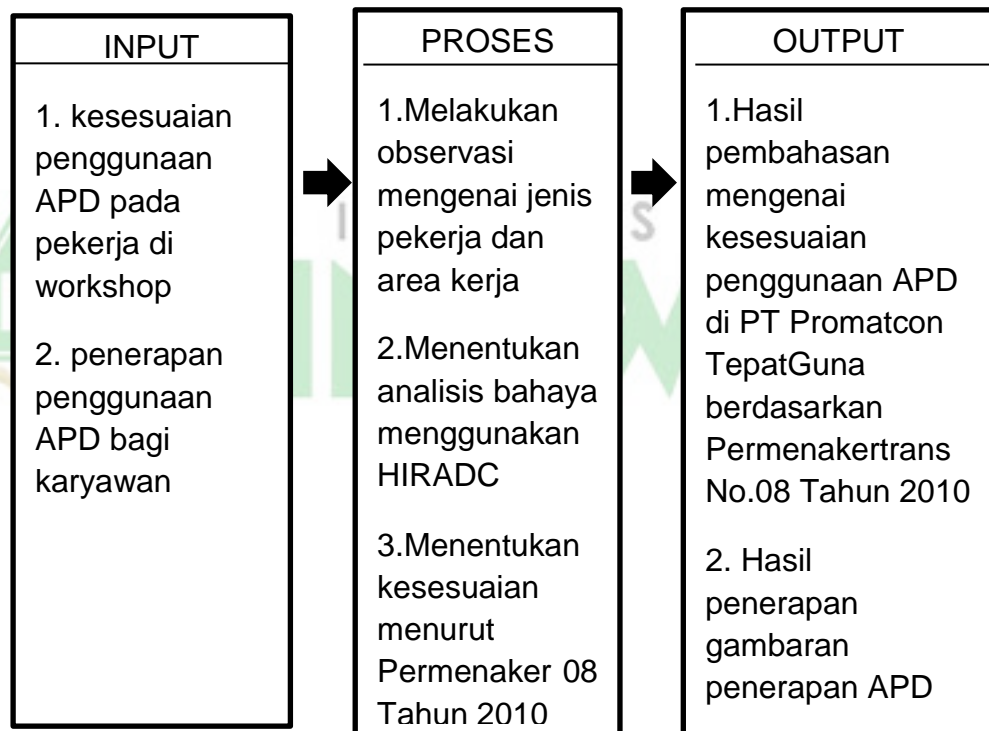 INPUT
1. kesesuaian
penggunaan
APD pada
pekerja di
workshop
2. penerapan
penggunaan
APD bagi
karyawan
PROSES
1.Melakukan
observasi
mengenai jenis
pekerja dan
area kerja
2.Menentukan
analisis bahaya
menggunakan
HIRADC
3.Menentukan
kesesuaian
menurut
Permenaker 08
Tahun 2010
OUTPUT
1.Hasil
pembahasan
mengenai
kesesuaian
penggunaan APD
di PT Promatcon
TepatGuna
berdasarkan
Permenakertrans
No.08 Tahun 2010
2. Hasil
penerapan
gambaran
penerapan APD